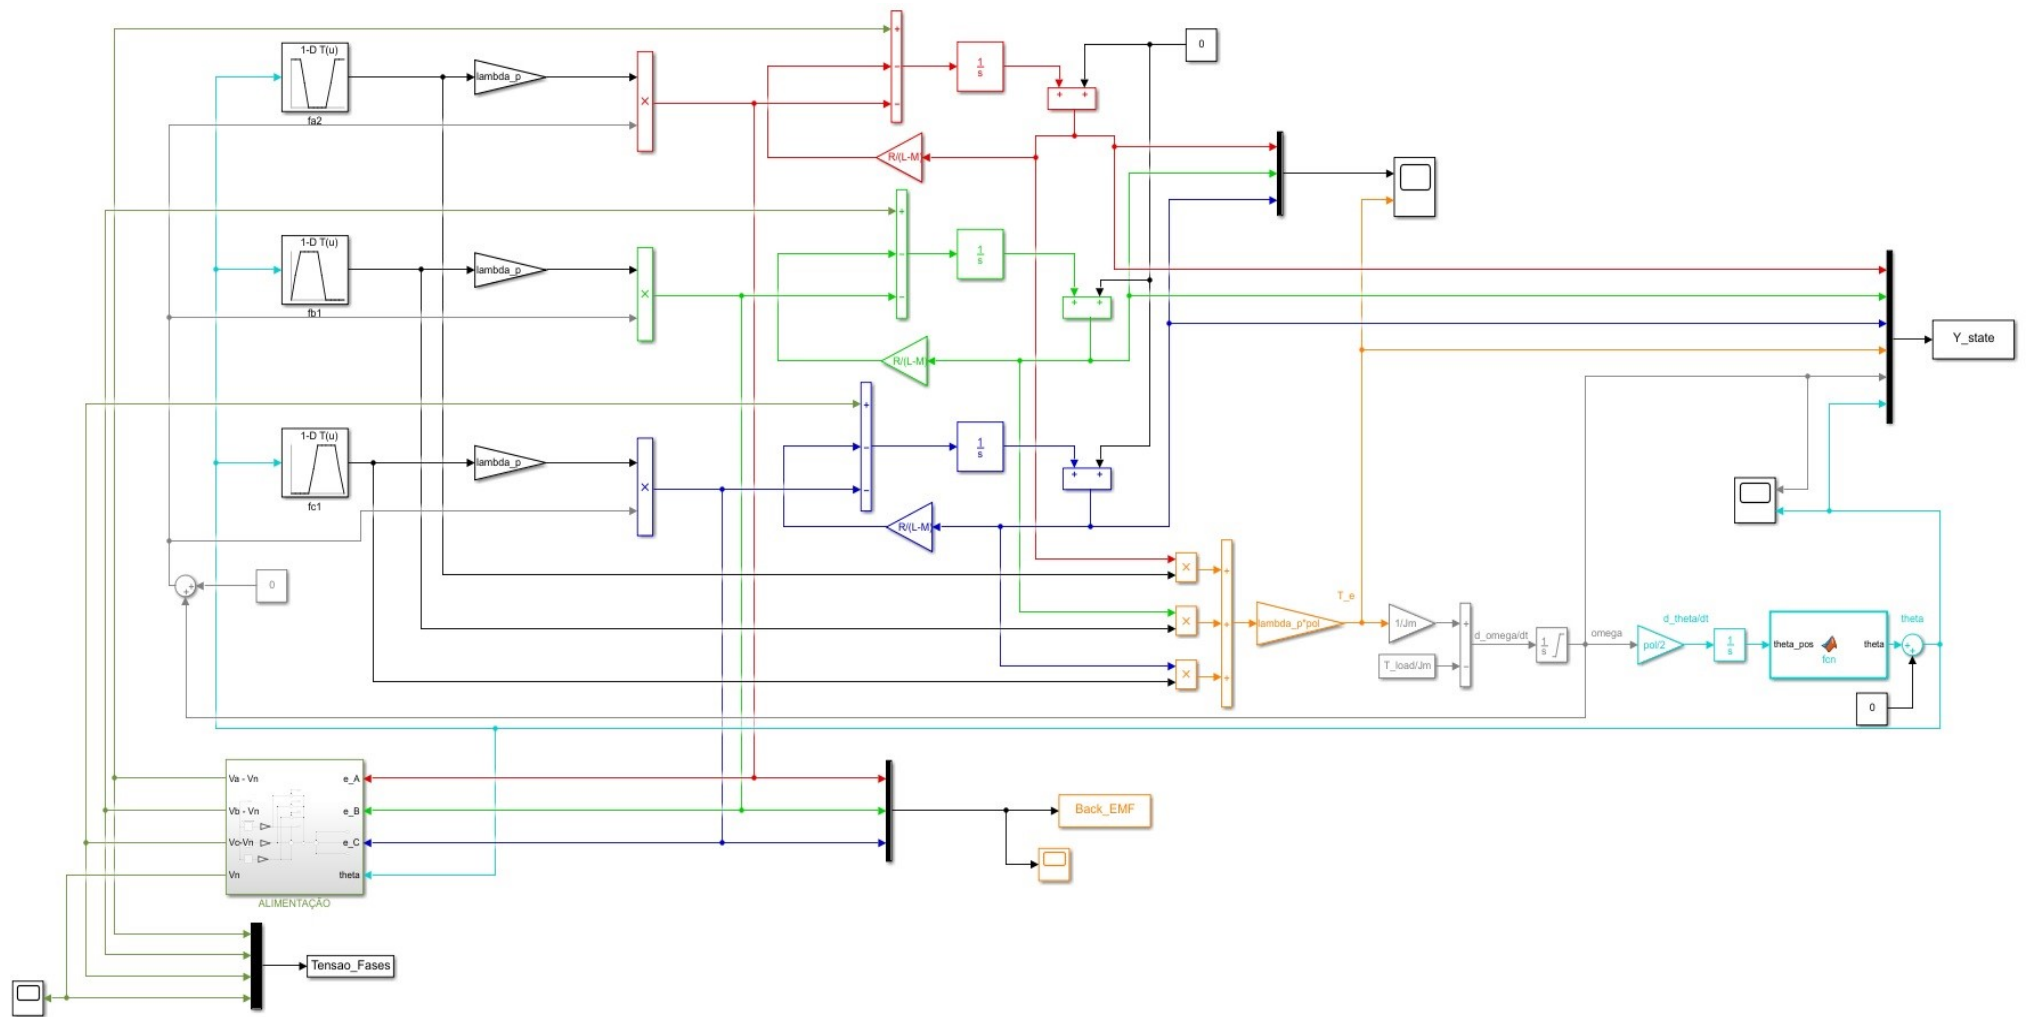 1-D T(u)
fa2
lambda_p
×
+
−
−
1
s
+ +
0
R/(L-M)
1-D T(u)
fb1
lambda_p
×
+
−
−
1
s
+ +
R/(L-M)
1-D T(u)
fc1
lambda_p
×
+
−
−
1
s
+ +
R/(L-M)
Y_state
0
+
+
×
×
×
+
+
+
lambda_p*pol
T_e
1/Jm
T_load/Jm
+
−
d_omega/dt
1
s
omega
pol/2
d_theta/dt
1
s
theta_pos
fcn
theta
theta
+
+
0
Va - Vn
Vb - Vn
Vc-Vn
Vn
e_A
e_B
e_C
theta
ALIMENTAÇÃO
Back_EMF
Tensao_Fases